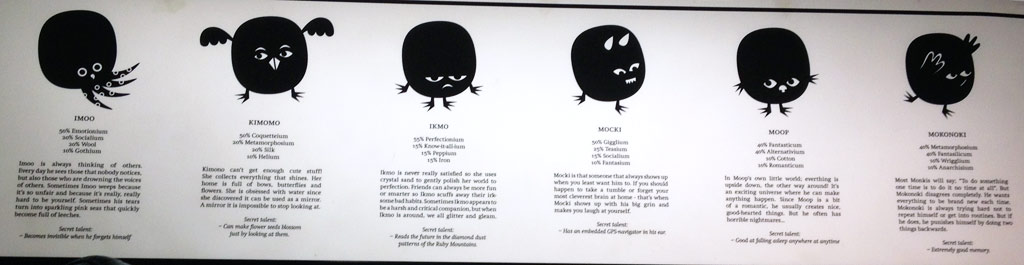 IMOO
50% Emotionium
20% Socialium
20% Wool
10% Gothium
Imoo is always thinking of others.
Every day he sees those that nobody notices,
but also those who are drowning the voices
of others. Sometimes Imoo weeps because
it's so unfair and because it's really, really
hard to be yourself. Sometimes his tears
turn into sparkling pink seas that quickly
become full of leeches.
Secret talent:
– Becomes invisible when he forgets himself
KIMOMO
50% Coquetteium
20% Metamorphosium
20% Silk
10% Helium
Kimomo can't get enough cute stuff!
She collects everything that shines. Her
home is full of bows, butterflies and
flowers. She is obsessed with water since
she discovered it can be used as a mirror.
A mirror it is impossible to stop looking at.
Secret talent:
– Can make flower seeds blossom
just by looking at them.
IKMO
55% Perfectionium
15% Know-it-all-ium
15% Peppium
15% Iron
Ikmo is never really satisfied so she uses
crystal sand to gently polish her world to
perfection. Friends can always be more fun
or smarter so Ikmo scuffs away their silk
some bad habits. Sometimes Ikmo appears to
be a harsh and critical companion, but when
Ikmo is around, we all glitter and gleam.
Secret talent:
– Reads the future in the diamond dust
patterns of the Ruby Mountains.
MOCKI
50% Gigglium
25% Teasium
15% Socialium
10% Fantasium
Mocki is that someone that always shows up
when you least want him to. If you should
happen to take a tumble or forget your
most cleverest brain at home - that's when
Mocki shows up with his big grin and
makes you laugh at yourself.
Secret talent:
– Has an embedded GPS-navigator in his ear.
MOOP
40% Fantasticum
40% Alternativium
10% Cotton
10% Romanticum
In Moop's own little world; everything is
upside down, the other way around! It's
an exciting universe where he can make
anything happen. Since Moop is a bit
of a romantic, he usually creates nice,
good-hearted things. But he often has
horrible nightmares...
Secret talent:
– Good at falling asleep anywhere at anytime
MOKONOKI
40% Metamorphosium
40% Fantasilicum
10% Wrigglium
10% Anarchisium
Most Monkis will say; "To do something
one time is to do it no time at all". But
Mokonoki disagrees completely. He wants
everything to be brand new each time.
Mokonoki is always trying hard not to
repeat himself or get into routines. But if
he does, he punishes himself by doing two
things backwards.
Secret talent:
– Extremely good memory.